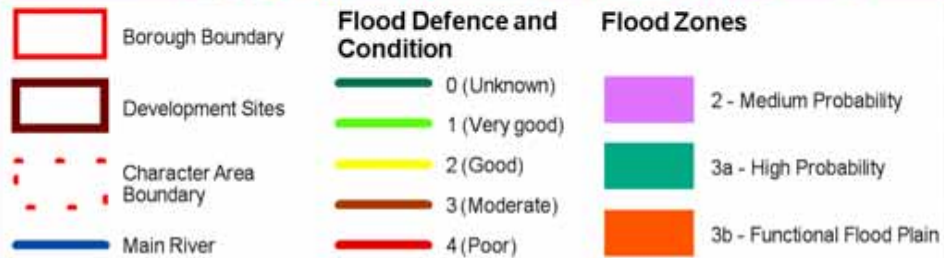 Borough Boundary
Development Sites
Character Area
Boundary
Main River
Flood Defence and
Condition
0 (Unknown)
1 (Very good)
2 (Good)
3 (Moderate)
4 (Poor)
Flood Zones
2 - Medium Probability
3a - High Probability
3b - Functional Flood Plain